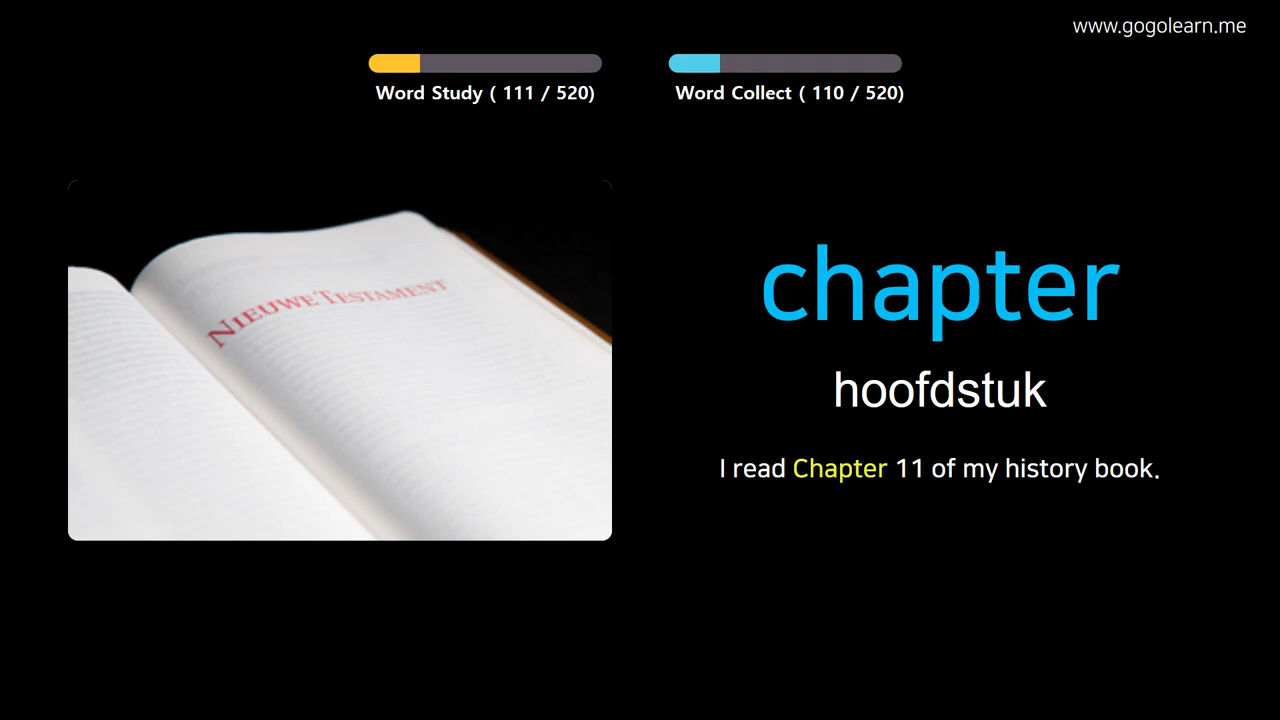 www.gogolearn.me
Word Study ( 111 / 520)
Word Collect ( 110 / 520)
NIEUWE TESTAMENT
chapter
hoofdstuk
I read Chapter 11 of my history book.